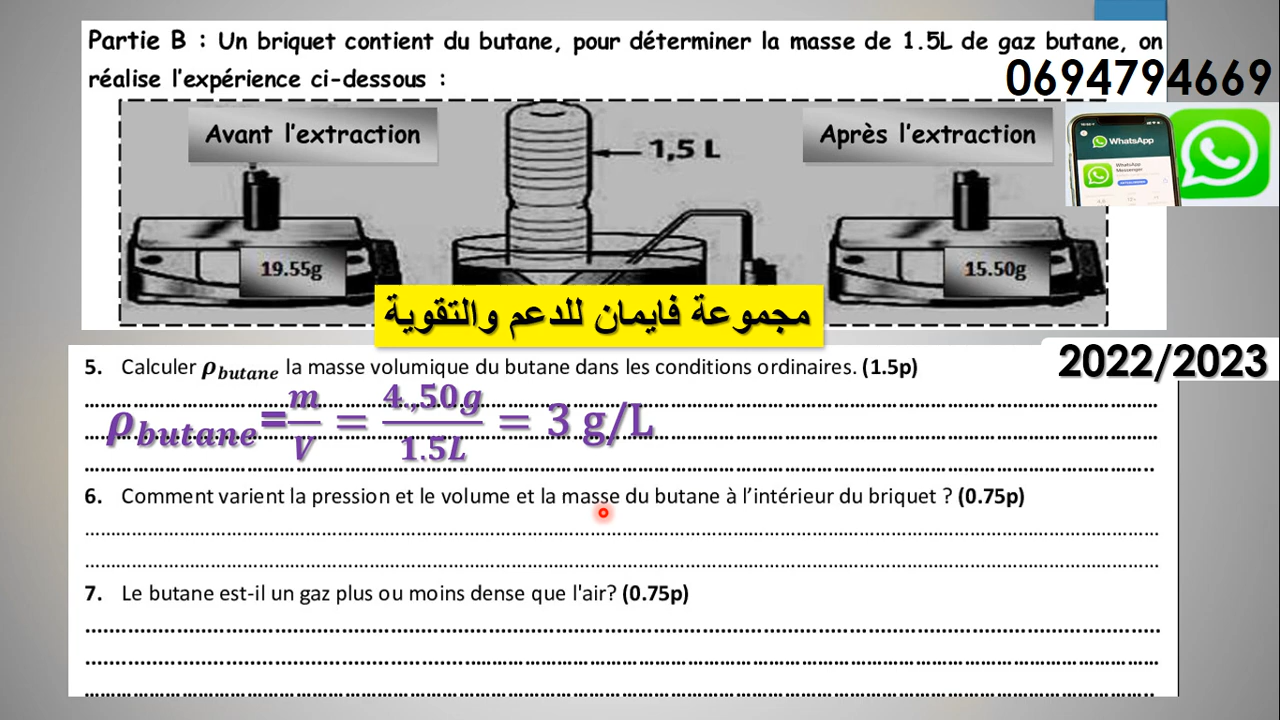 Partie B : Un briquet contient du butane, pour déterminer la masse de 1.5L de gaz butane, on
réalise l’expérience ci-dessous :
0694794669
Avant l’extraction
1,5 L
Après l’extraction
WhatsApp
WhatsApp
Messenger
19.55g
15.50g
مجموعة فايمان للدعم والتقوية
2022/2023
5. Calculer ρbutane la masse volumique du butane dans les conditions ordinaires. (1.5p)
ρbutane=m/V = 4.,50g/1.5L = 3 g/L
6. Comment varient la pression et le volume et la masse du butane à l’intérieur du briquet ? (0.75p)
7. Le butane est-il un gaz plus ou moins dense que l'air? (0.75p)